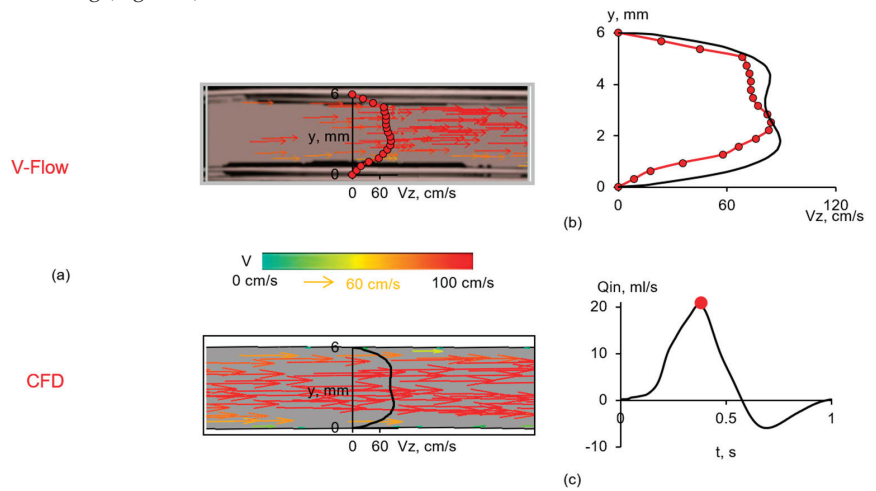 y, mm
6
4
2
0
0
60
120
Vz, cm/s
(b)
V-Flow
6
y, mm
0
0 60 Vz, cm/s
(a)
V
0 cm/s
60 cm/s
100 cm/s
CFD
6
y, mm
0
0 60 Vz, cm/s
Qin, ml/s
20
10
0
-10
0
0.5
1
t, s
(c)